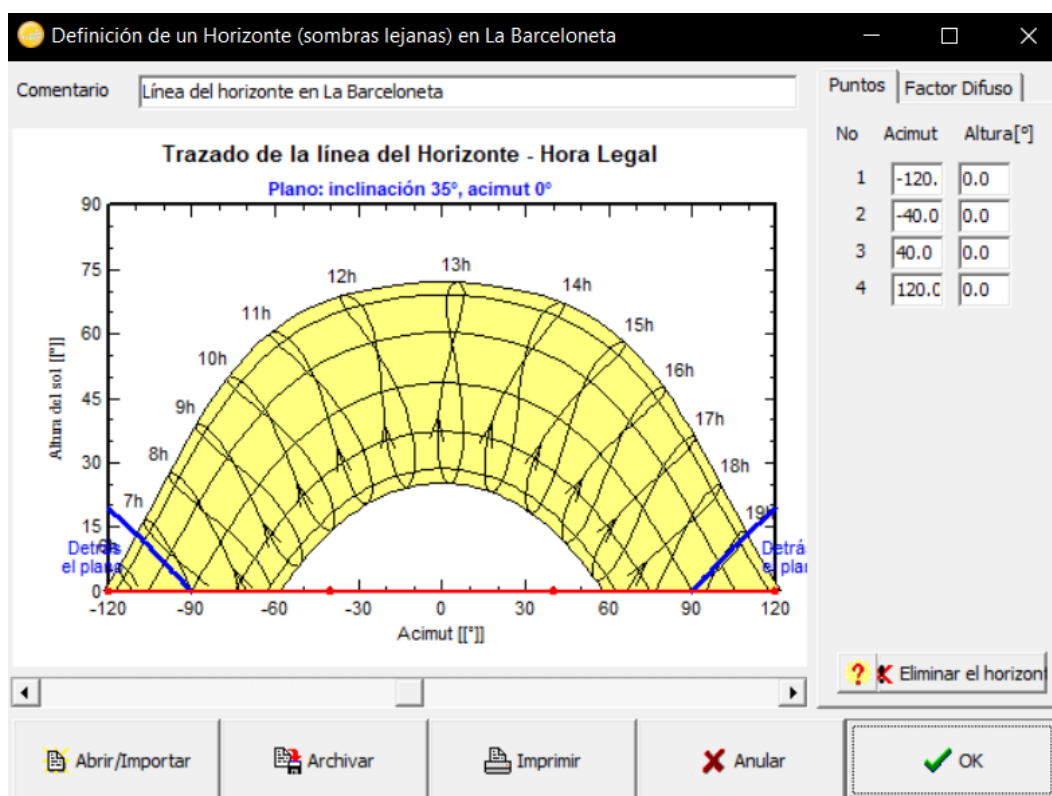 Definición de un Horizonte (sombras lejanas) en La Barceloneta
Comentario
Línea del horizonte en La Barceloneta
Trazado de la línea del Horizonte - Hora Legal
Plano: inclinación 35º, acimut 0º
90
75
60
45
30
15
0
Altura del sol [[°]]
7h
8h
9h
10h
11h
12h
13h
14h
15h
16h
17h
18h
19h
Detrás
el plano
Detrá
el plar
-120
-90
-60
-30
0
30
60
90
120
Acimut [[°]]
Puntos
Factor Difuso
No Acimut Altura[º]
1 -120. 0.0
2 -40.0 0.0
3 40.0 0.0
4 120.0 0.0
? Eliminar el horizont
Abrir/Importar
Archivar
Imprimir
Anular
OK